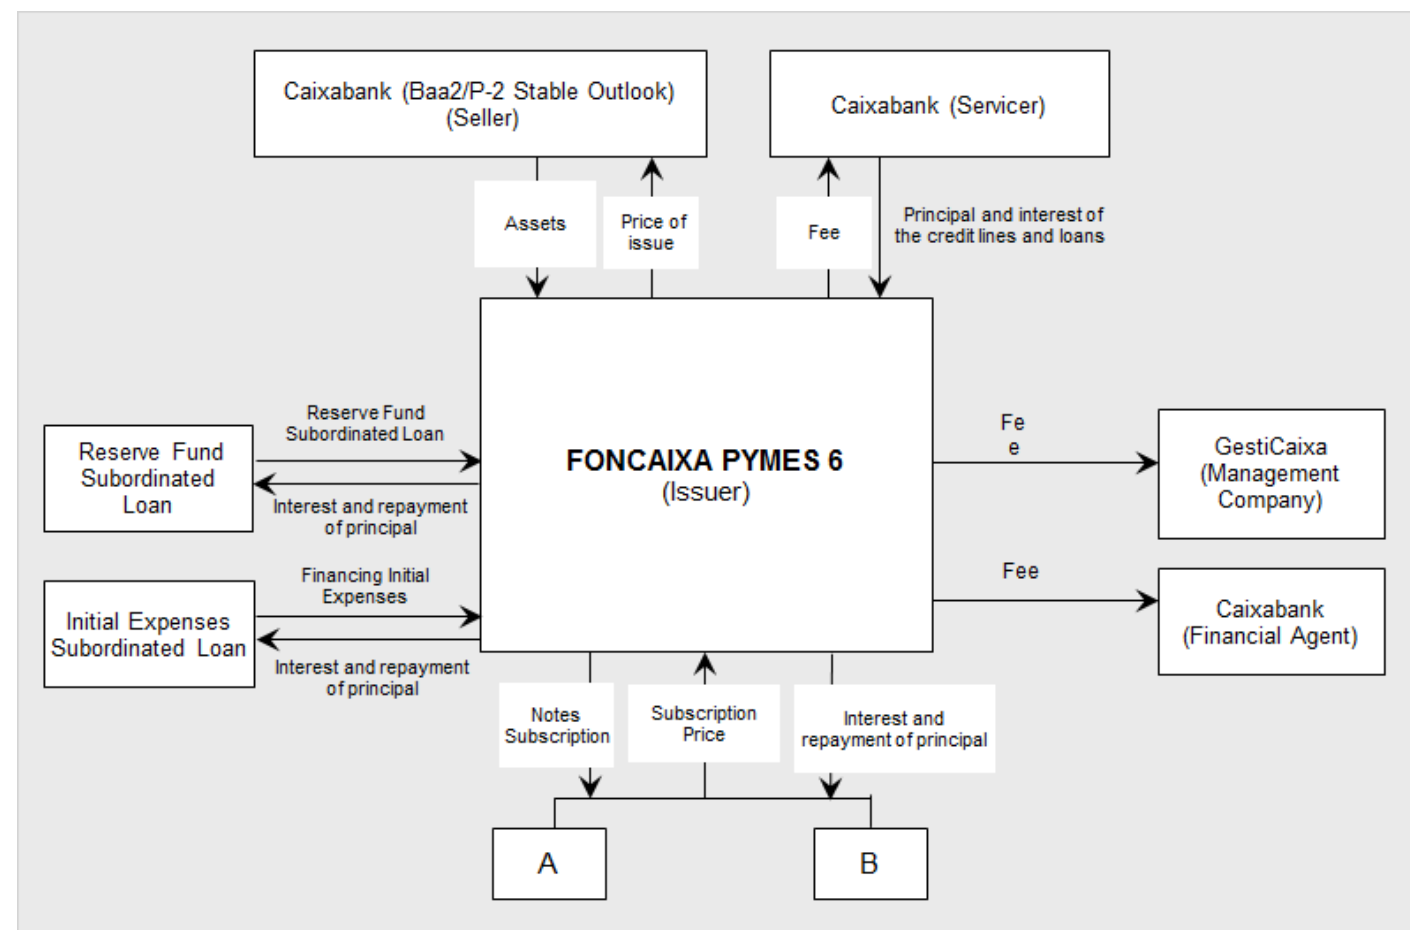 Caixabank (Baa2/P-2 Stable Outlook)
(Seller)
Caixabank (Servicer)
Assets
Price of
issue
Fee
Principal and interest of
the credit lines and loans
Reserve Fund
Subordinated
Loan
Reserve Fund
Subordinated Loan
Interest and repayment
of principal
FONCAIXA PYMES 6
(Issuer)
Fe
e
GestiCaixa
(Management
Company)
Initial Expenses
Subordinated Loan
Financing Initial
Expenses
Interest and repayment
of principal
Fee
Caixabank
(Financial Agent)
Notes
Subscription
Subscription
Price
Interest and
repayment of principal
A
B